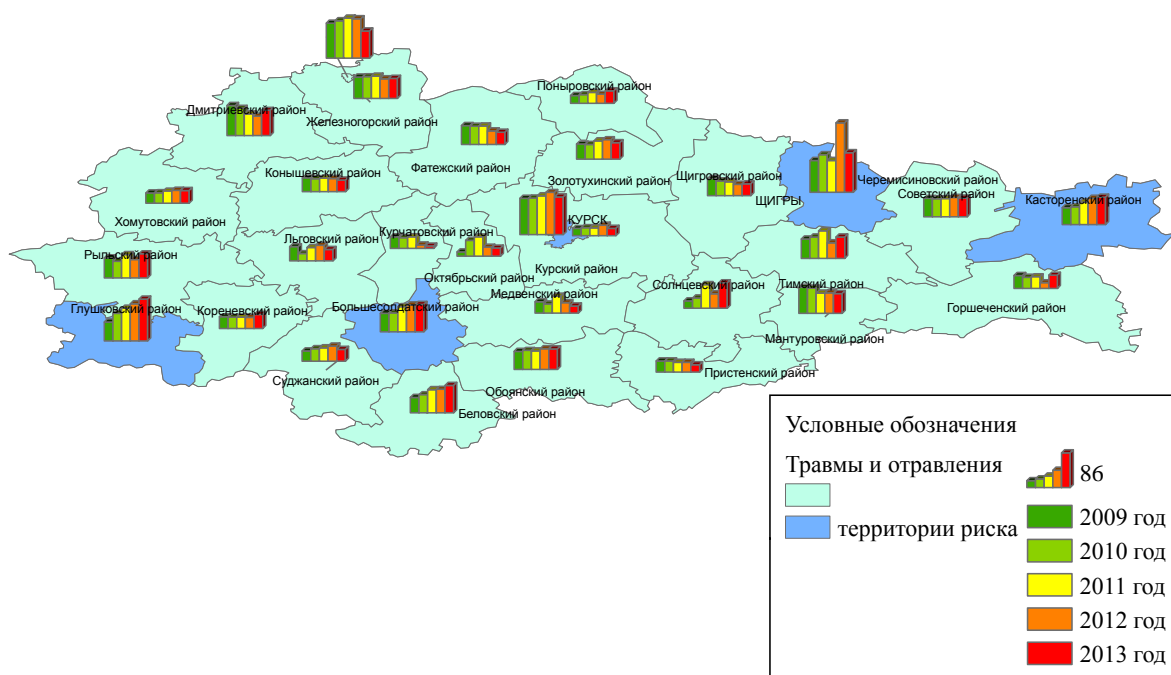 Поныровский район
Дмитриевский район
Железногорский район
Фатежский район
Конышевский район
Золотухинский район
Щигровский район
Черемисиновский район
Советский район
ЩИГРЫ
Касторенский район
Хомутовский район
Курчатовский район
КУРСК
Льговский район
Рыльский район
Октябрьский район
Курский район
Солнцевский район
Тимский район
Горшеченский район
Медвенский район
Глушковский район
Кореневский район
Большесолдатский район
Мантуровский район
Суджанский район
Обоянский район
Пристенский район
Беловский район
Условные обозначения
Травмы и отравления
территории риска
86
2009 год
2010 год
2011 год
2012 год
2013 год